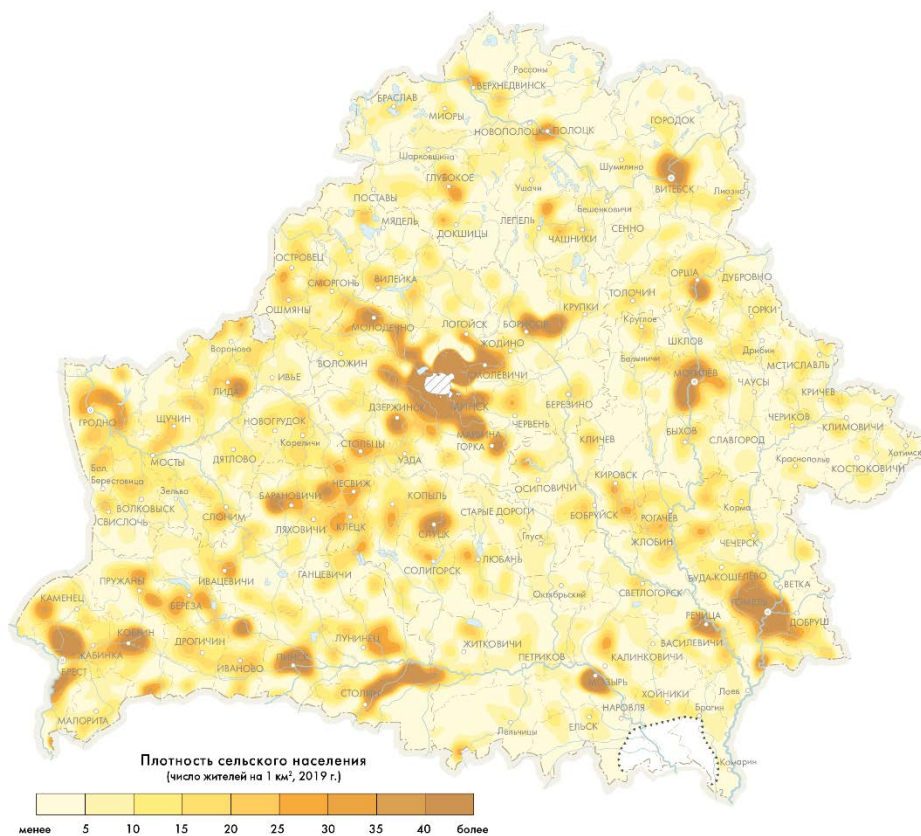 Россоны
ВЕРХНЕДВИНСК
БРАСЛАВ
МИОРЫ
ГОРОДОК
НОВОПОЛОЦК
ПОЛОЦК
Шарковщина
Шумилино
ГЛУБОКОЕ
Ушачи
ВИТЕБСК
Лиозно
ПОСТАВЫ
Бешенковичи
МЯДЕЛЬ
ДОКШИЦЫ
ЛЕПЕЛЬ
ЧАШНИКИ
СЕННО
ОСТРОВЕЦ
СМОРГОНЬ
ВИЛЕЙКА
ОРША
ДУБРОВНО
ОШМЯНЫ
КРУПКИ
ТОЛОЧИН
ГОРКИ
МОЛОДЕЧНО
ЛОГОЙСК
БОРИСОВ
Круглое
Вороново
ЖОДИНО
ШКЛОВ
Дрибин
ВОЛОЖИН
СМОЛЕВИЧИ
Белыничи
МСТИСЛАВЛЬ
ЛИДА
ИВЬЕ
МИНСК
МОГИЛЕВ
ЧАУСЫ
КРИЧЕВ
ГРОДНО
ЩУЧИН
НОВОГРУДОК
ДЗЕРЖИНСК
БЕРЕЗИНО
ЧЕРИКОВ
КЛИМОВИЧИ
Кореличи
СТОЛБЦЫ
МАРЬИНА
ГОРКА
ЧЕРВЕНЬ
КЛИЧЕВ
БЫХОВ
СЛАВГОРОД
Хотимск
МОСТЫ
ДЯТЛОВО
УЗДА
Краснополье
КОСТЮКОВИЧИ
Бол.
Берестовица
Зельва
НЕСВИЖ
КИРОВСК
ОСИПОВИЧИ
ВОЛКОВЫСК
БАРАНОВИЧИ
КОПЫЛЬ
СВИСЛОЧЬ
СЛОНИМ
ЛЯХОВИЧИ
КЛЕЦК
СТАРЫЕ ДОРОГИ
БОБРУЙСК
РОГАЧЕВ
Корма
СЛУЦК
Глуск
ЖЛОБИН
ЧЕЧЕРСК
ЛЮБАНЬ
ГАНЦЕВИЧИ
СОЛИГОРСК
ПРУЖАНЫ
ИВАЦЕВИЧИ
БУДА-КОШЕЛЕВО
ВЕТКА
КАМЕНЕЦ
БЕРЕЗА
Октябрьский
СВЕТЛОГОРСК
ГОМЕЛЬ
ДОБРУШ
КОБРИН
ДРОГИЧИН
ЛУНИНЕЦ
ЖИТКОВИЧИ
РЕЧИЦА
ВАСИЛЕВИЧИ
ЖАБИНКА
БРЕСТ
ИВАНОВО
ПИНСК
ПЕТРИКОВ
КАЛИНКОВИЧИ
СТОЛИН
МОЗЫРЬ
ХОЙНИКИ
Лоев
МАЛОРИТА
НАРОВЛЯ
Брагин
Лельчицы
ЕЛЬСК
Комарин
Плотность сельского населения
(число жителей на 1 км², 2019 г.)
менее 5 10 15 20 25 30 35 40 более